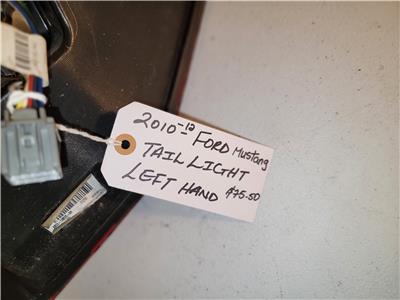 2010-12 FORD Mustang
TAIL LIGHT
LEFT HAND $75.50